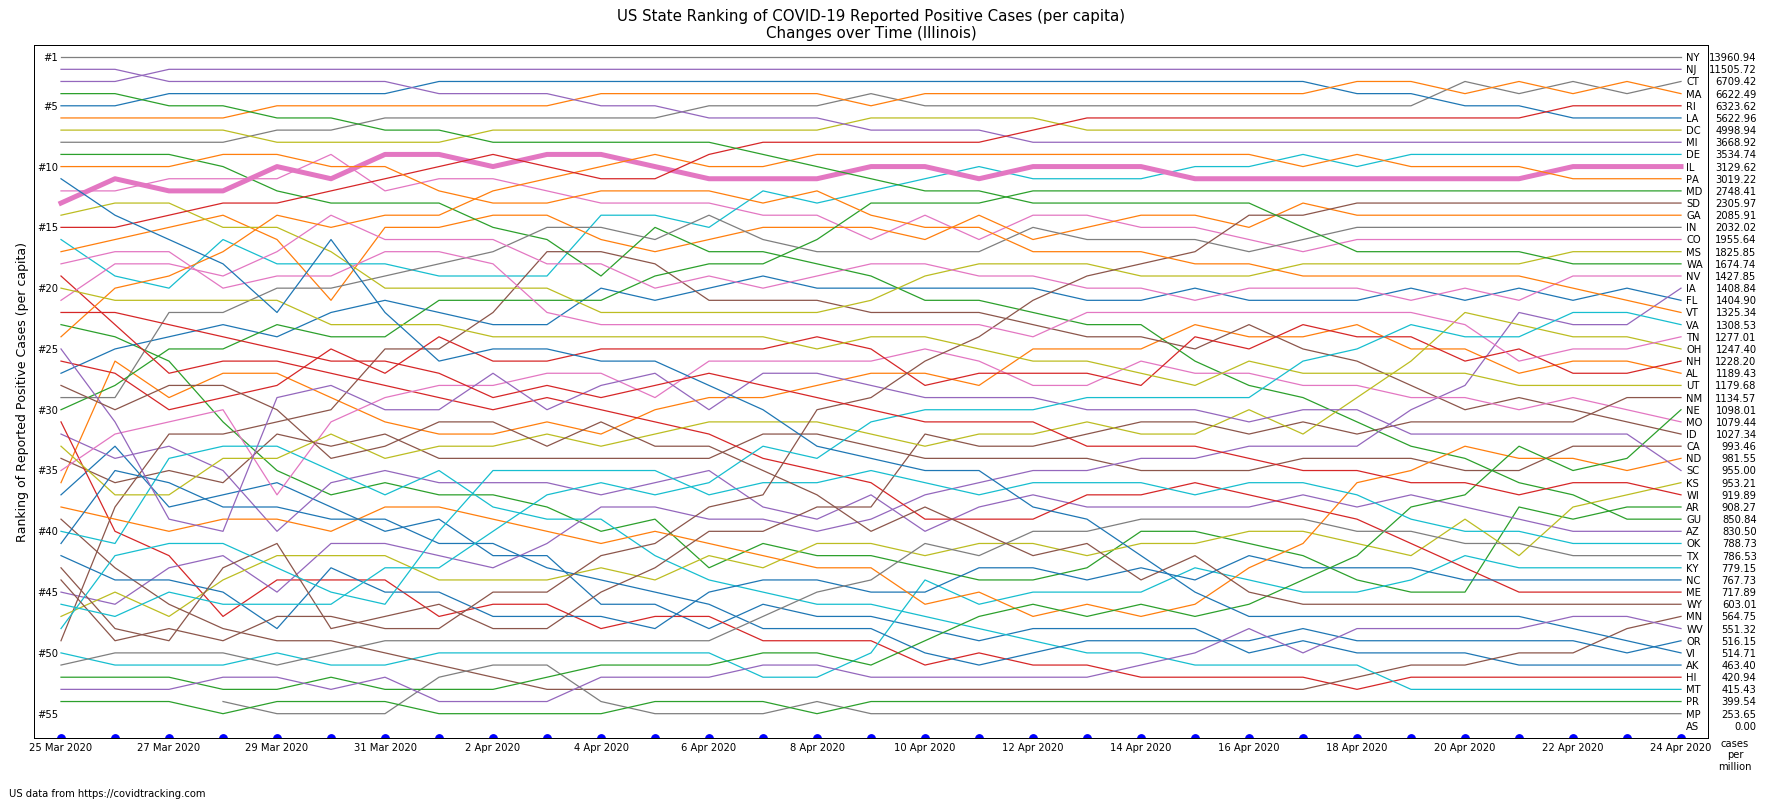 US State Ranking of COVID-19 Reported Positive Cases (per capita)
Changes over Time (Illinois)
Ranking of Reported Positive Cases (per capita)
#1
#5
#10
#15
#20
#25
#30
#35
#40
#45
#50
#55
NY 13960.94
NJ 11505.72
CT 6709.42
MA 6622.49
RI 6323.62
LA 5622.96
DC 4998.94
MI 3668.92
DE 3534.74
IL 3129.62
PA 3019.22
MD 2748.41
SD 2305.97
GA 2085.91
IN 2032.02
CO 1955.64
MS 1825.85
WA 1674.74
NV 1427.85
IA 1408.84
FL 1404.90
VT 1325.34
VA 1308.53
TN 1277.01
OH 1247.40
NH 1228.20
AL 1189.43
UT 1179.68
NM 1134.57
NE 1098.01
MO 1079.44
ID 1027.34
CA 993.46
ND 981.55
SC 955.00
KS 953.21
WI 919.89
AR 908.27
GU 850.84
AZ 830.50
OK 788.73
TX 786.53
KY 779.15
NC 767.73
ME 717.89
WY 603.01
MN 564.75
WV 551.32
OR 516.15
VI 514.71
AK 463.40
HI 420.94
MT 415.43
PR 399.54
MP 253.65
AS 0.00
25 Mar 2020 27 Mar 2020 29 Mar 2020 31 Mar 2020 2 Apr 2020 4 Apr 2020 6 Apr 2020 8 Apr 2020 10 Apr 2020 12 Apr 2020 14 Apr 2020 16 Apr 2020 18 Apr 2020 20 Apr 2020 22 Apr 2020 24 Apr 2020
cases
per
million
US data from https://covidtracking.com